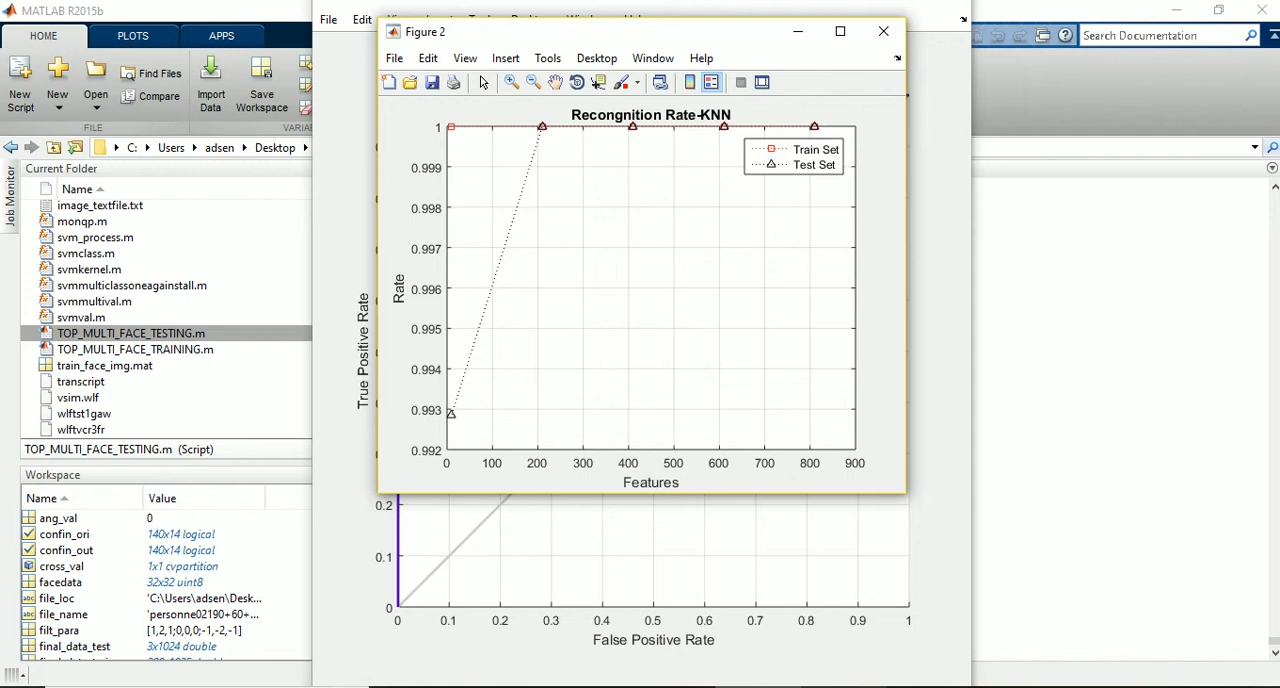 MATLAB R2015b
HOME
PLOTS
APPS
Search Documentation
New Script
New
Open
Find Files
Compare
Import Data
Save Workspace
FILE
VARIA
C: Users adsen Desktop
Current Folder
Name
image_textfile.txt
monqp.m
svm_process.m
svmclass.m
svmkernel.m
svmmulticlassoneagainstall.m
svmmultival.m
svmval.m
TOP_MULTI_FACE_TESTING.m
TOP_MULTI_FACE_TRAINING.m
train_face_img.mat
transcript
vsim.wlf
wlftst1gaw
wlftvcr3fr
TOP_MULTI_FACE_TESTING.m (Script)
Workspace
Name Value
ang_val 0
confin_ori 140x14 logical
confin_out 140x14 logical
cross_val 1x1 cvpartition
facedata 32x32 uint8
file_loc 'C:\Users\adsen\Desk...
file_name 'personne02190+60+...
filt_para [1,2,1;0,0,0;-1,-2,-1]
final_data_test 3x1024 double
Job Monitor
File Edit
Figure 2
File Edit View Insert Tools Desktop Window Help
Recongnition Rate-KNN
Train Set
Test Set
1
0.999
0.998
0.997
0.996
0.995
0.994
0.993
0.992
0 100 200 300 400 500 600 700 800 900
Rate
Features
True Positive Rate
0.2
0.1
0
0 0.1 0.2 0.3 0.4 0.5 0.6 0.7 0.8 0.9 1
False Positive Rate